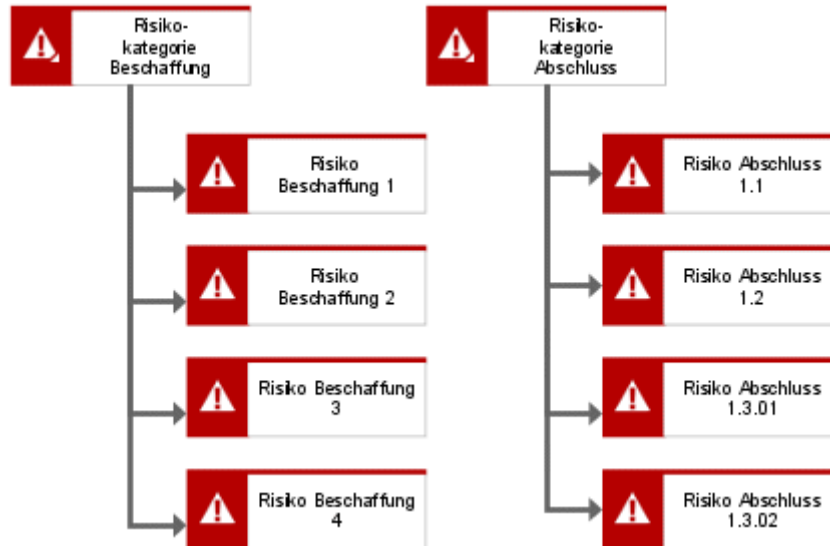 Risiko-
kategorie
Beschaffung
Risiko
Beschaffung 1
Risiko
Beschaffung 2
Risiko Beschaffung
3
Risiko Beschaffung
4
Risiko-
kategorie
Abschluss
Risiko Abschluss
1.1
Risiko Abschluss
1.2
Risiko Abschluss
1.3.01
Risiko Abschluss
1.3.02